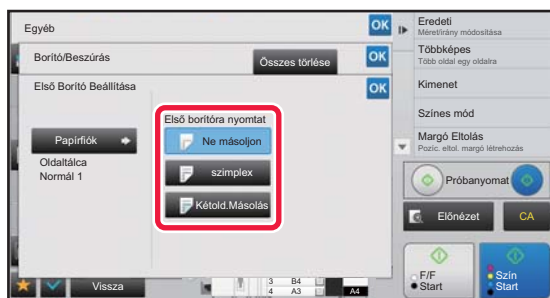 Egyéb
OK
Borító/Beszúrás
Összes törlése
OK
Első Borító Beállítása
OK
Első borítóra nyomtat
Papírfiók
Ne másoljon
Oldaltálca
Normál 1
szimplex
Kétold.Másolás
Vissza
3 B4
4 A3
A4
Eredeti
Méret/irány módosítása
Többképes
Több oldal egy oldalra
Kimenet
Színes mód
Margó Eltolás
Pozíc. eltol. margó létrehozás
Próbanyomat
Előnézet
CA
F/F
Start
Szín
Start